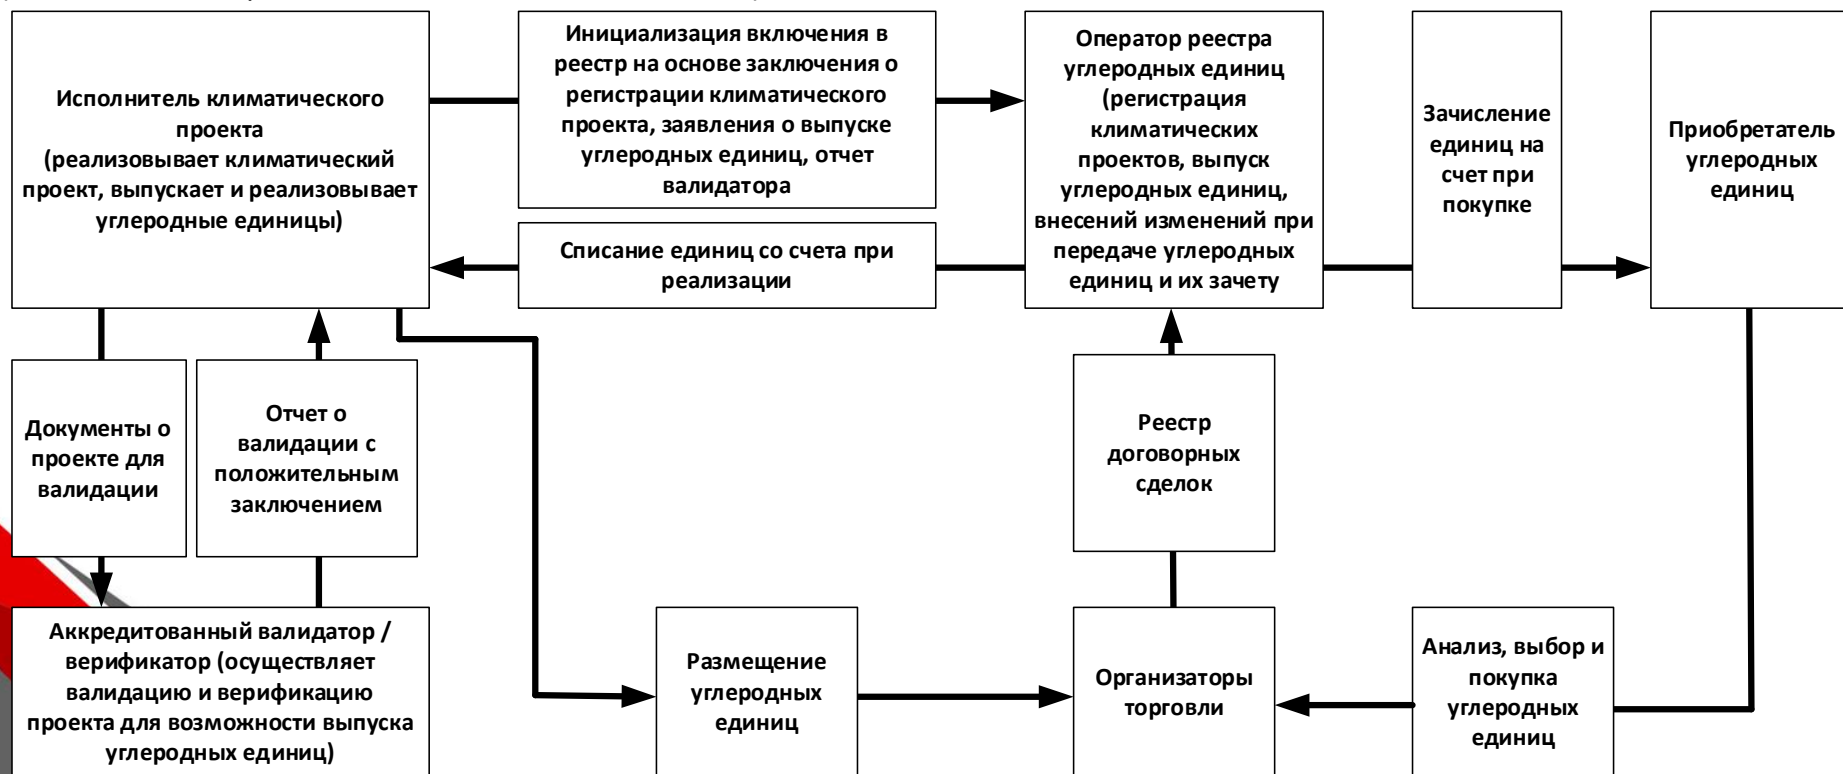 Исполнитель климатического
проекта
(реализовывает климатический
проект, выпускает и реализовывает
углеродные единицы)
Инициализация включения в
реестр на основе заключения о
регистрации климатического
проекта, заявления о выпуске
углеродных единиц, отчет
валидатора
Списание единиц со счета при
реализации
Оператор реестра
углеродных единиц
(регистрация
климатических
проектов, выпуск
углеродных единиц,
внесений изменений при
передаче углеродных
единиц и их зачету
Зачисление
единиц на
счет при
покупке
Приобретатель
углеродных
единиц
Документы о
проекте для
валидации
Отчет о
валидации с
положительным
заключением
Реестр
договорных
сделок
Аккредитованный валидатор /
верификатор (осуществляет
валидацию и верификацию
проекта для возможности выпуска
углеродных единиц)
Размещение
углеродных
единиц
Организаторы
торговли
Анализ, выбор и
покупка
углеродных
единиц